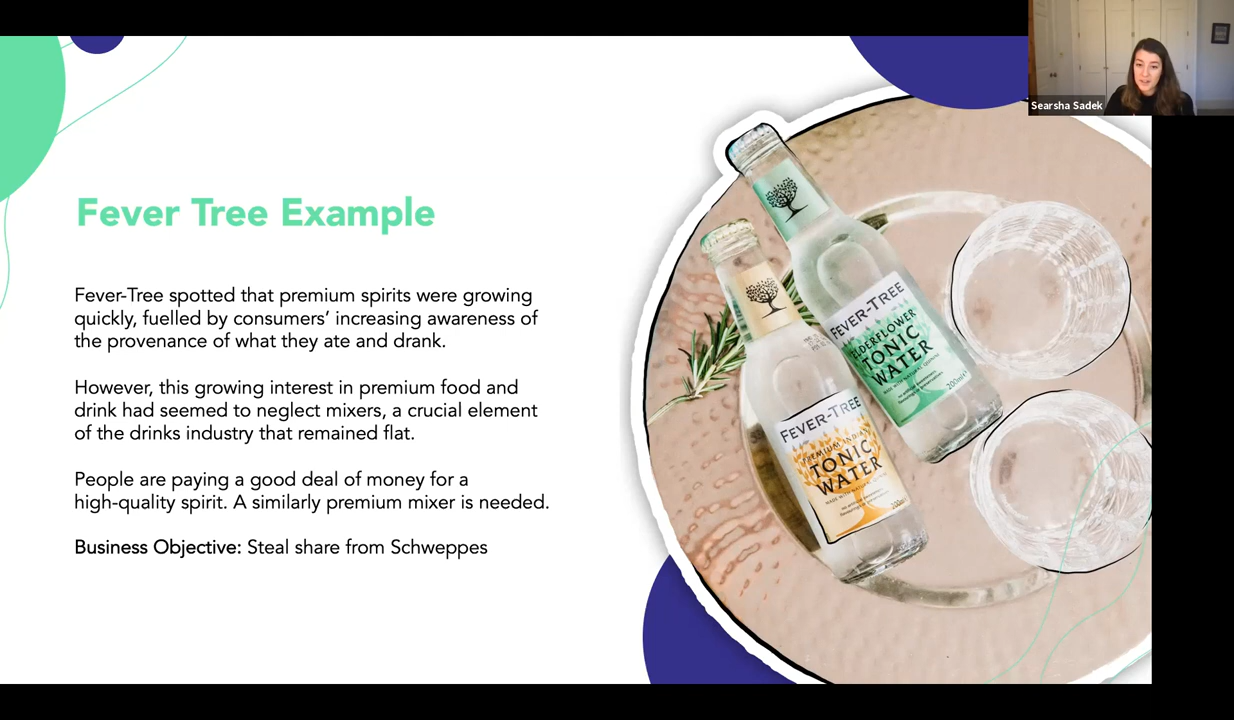 Searsha Sadek
Fever Tree Example
Fever-Tree spotted that premium spirits were growing
quickly, fuelled by consumers’ increasing awareness of
the provenance of what they ate and drank.
However, this growing interest in premium food and
drink had seemed to neglect mixers, a crucial element
of the drinks industry that remained flat.
People are paying a good deal of money for a
high-quality spirit. A similarly premium mixer is needed.
Business Objective: Steal share from Schweppes
FEVER-TREE
ELDERFLOWER
TONIC
WATER
200ml
FEVER-TREE
PREMIUM INDIAN
TONIC
WATER